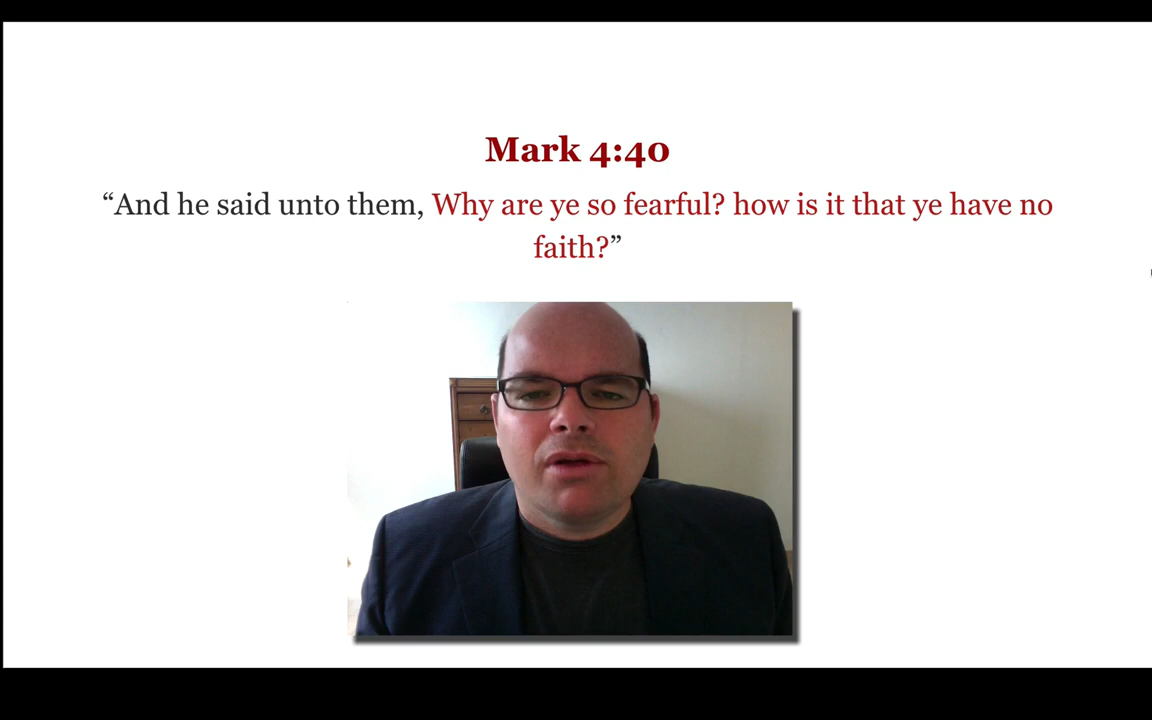 Mark 4:40
“And he said unto them, Why are ye so fearful? how is it that ye have no
faith?”